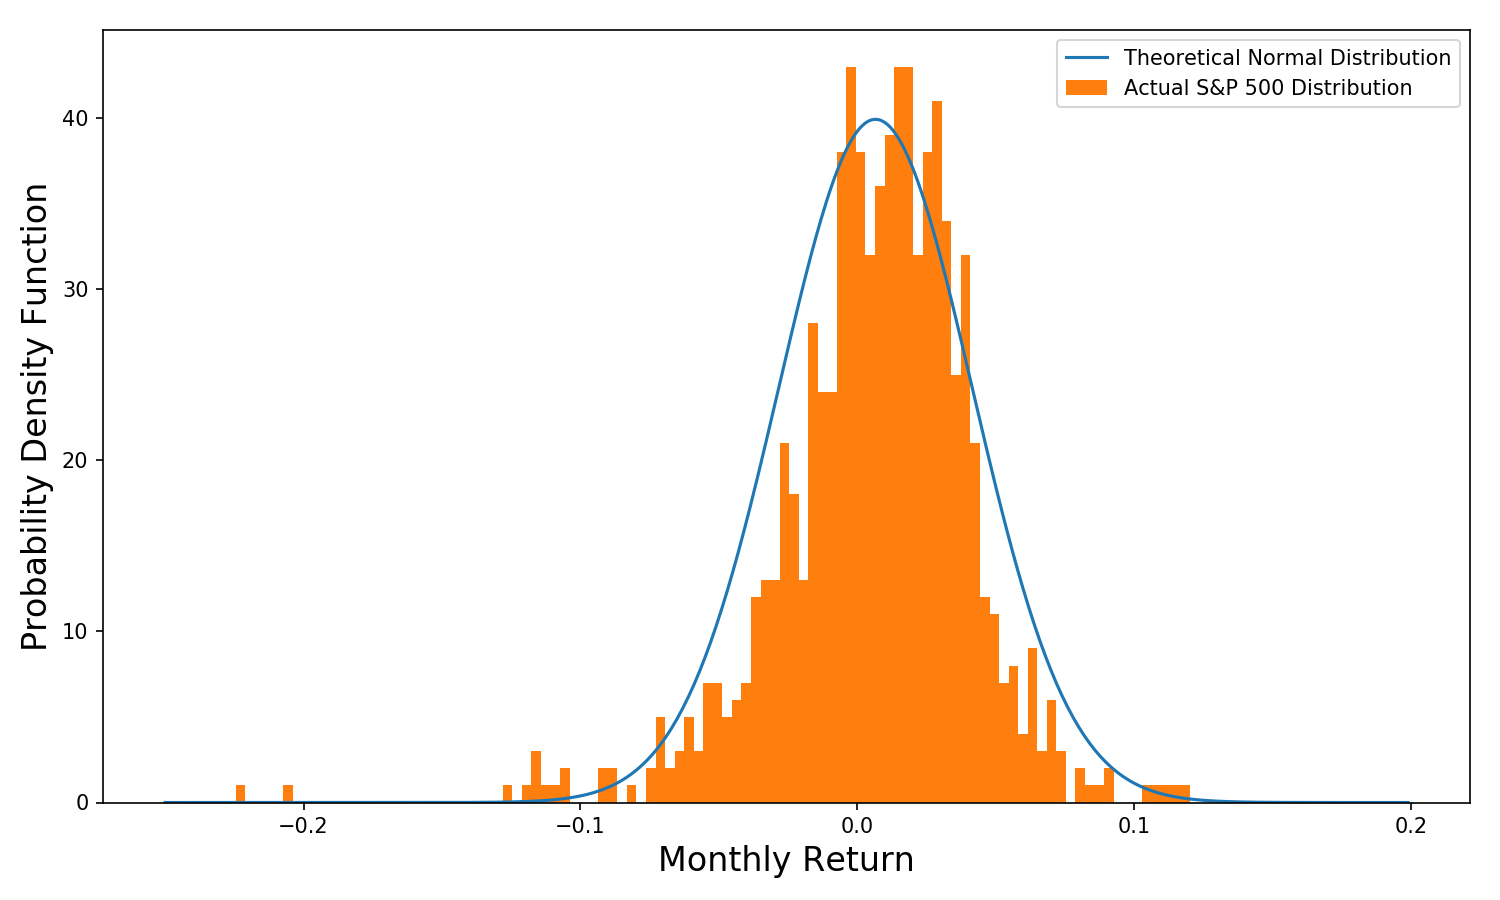 Theoretical Normal Distribution
Actual S&P 500 Distribution
Probability Density Function
40
30
20
10
0
−0.2
−0.1
0.0
0.1
0.2
Monthly Return